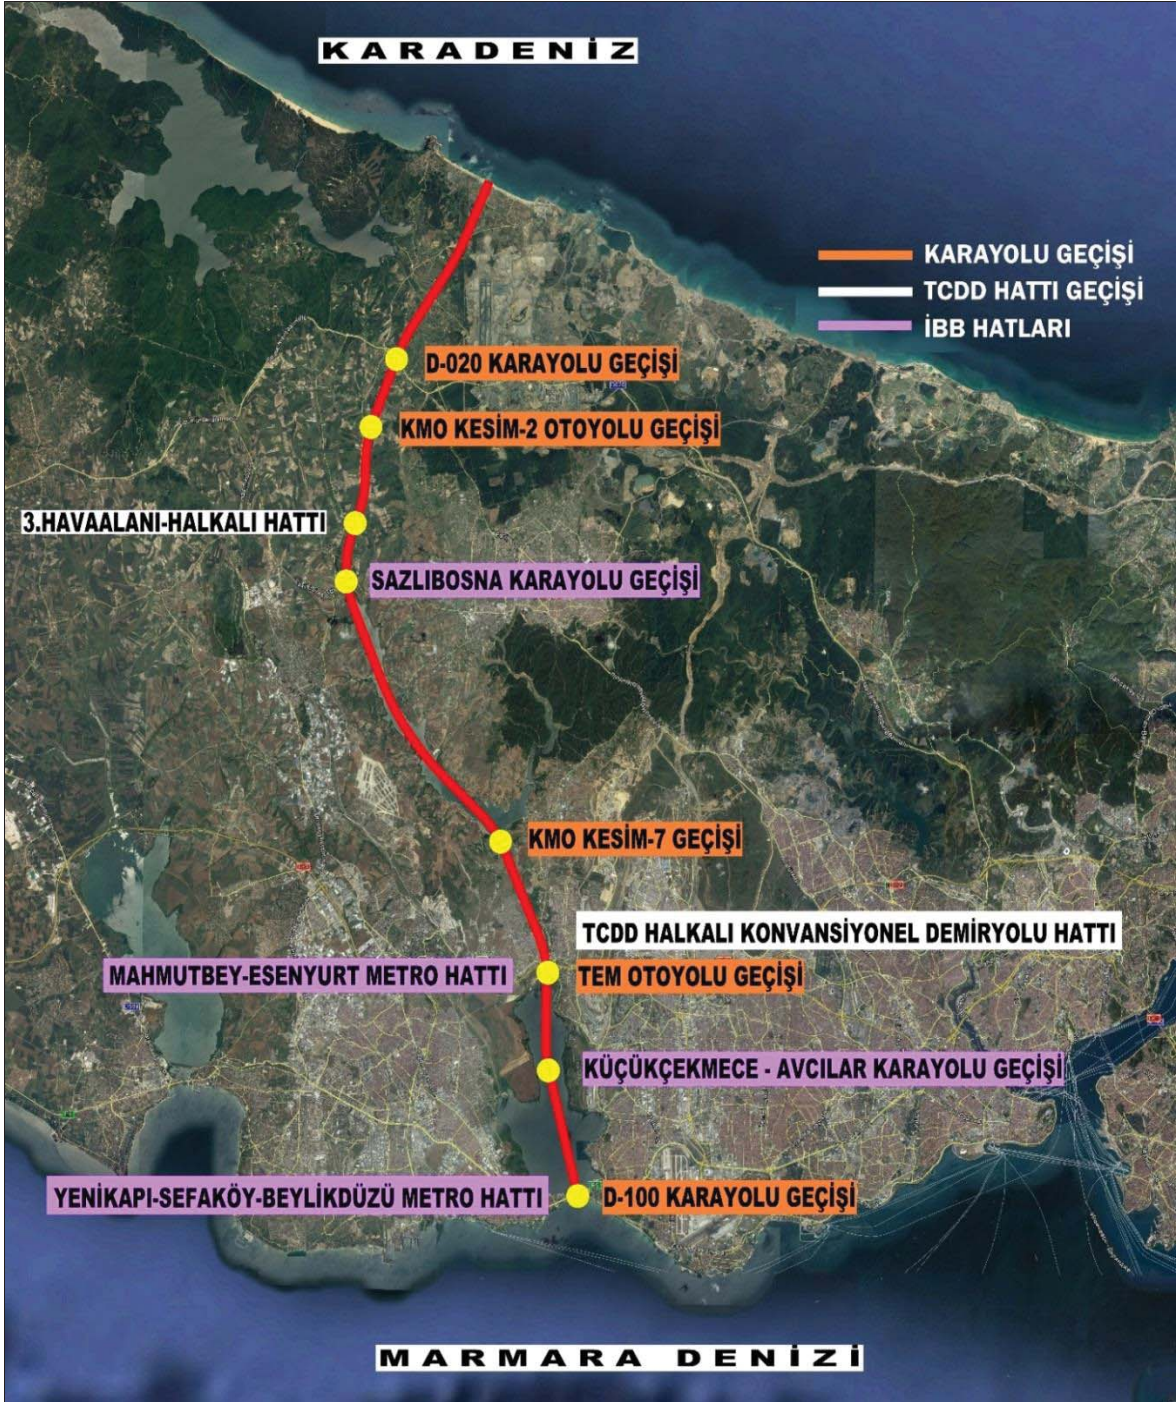 KARADENİZ
KARAYOLU GEÇİŞİ
TCDD HATTI GEÇİŞİ
İBB HATLARI
D-020 KARAYOLU GEÇİŞİ
KMO KESİM-2 OTOYOLU GEÇİŞİ
3.HAVAALANI-HALKALI HATTI
SAZLIBOSNA KARAYOLU GEÇİŞİ
KMO KESİM-7 GEÇİŞİ
TCDD HALKALI KONVANSİYONEL DEMİRYOLU HATTI
MAHMUTBEY-ESENYURT METRO HATTI
TEM OTOYOLU GEÇİŞİ
KÜÇÜKÇEKMECE - AVCILAR KARAYOLU GEÇİŞİ
YENİKAPI-SEFAKÖY-BEYLİKDÜZÜ METRO HATTI
D-100 KARAYOLU GEÇİŞİ
MARMARA DENİZİ